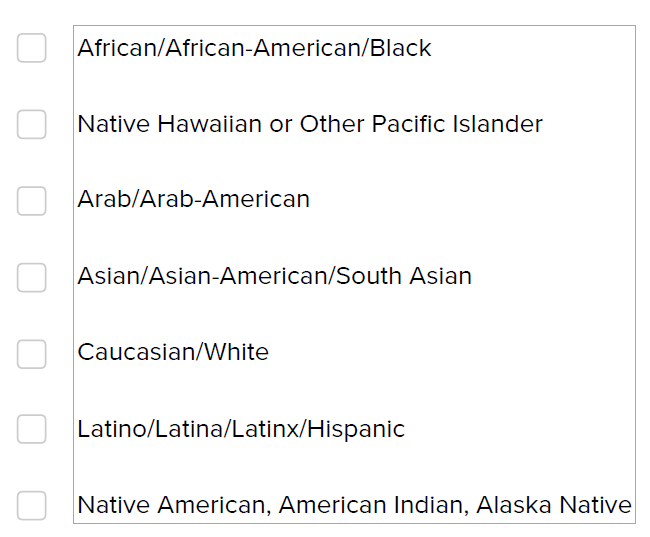 African/African-American/Black
Native Hawaiian or Other Pacific Islander
Arab/Arab-American
Asian/Asian-American/South Asian
Caucasian/White
Latino/Latina/Latinx/Hispanic
Native American, American Indian, Alaska Native